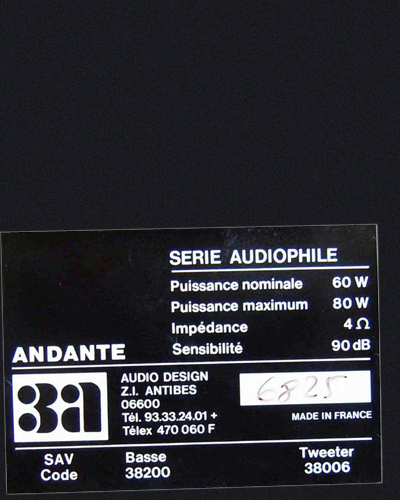 SERIE AUDIOPHILE
Puissance nominale 60 W
Puissance maximum 80 W
Impédance 4 Ω
Sensibilité 90 dB
ANDANTE
3a
AUDIO DESIGN
Z.I. ANTIBES
06600
Tél. 93.33.24.01 +
Télex 470 060 F
6825
MADE IN FRANCE
SAV Code
Basse 38200
Tweeter 38006